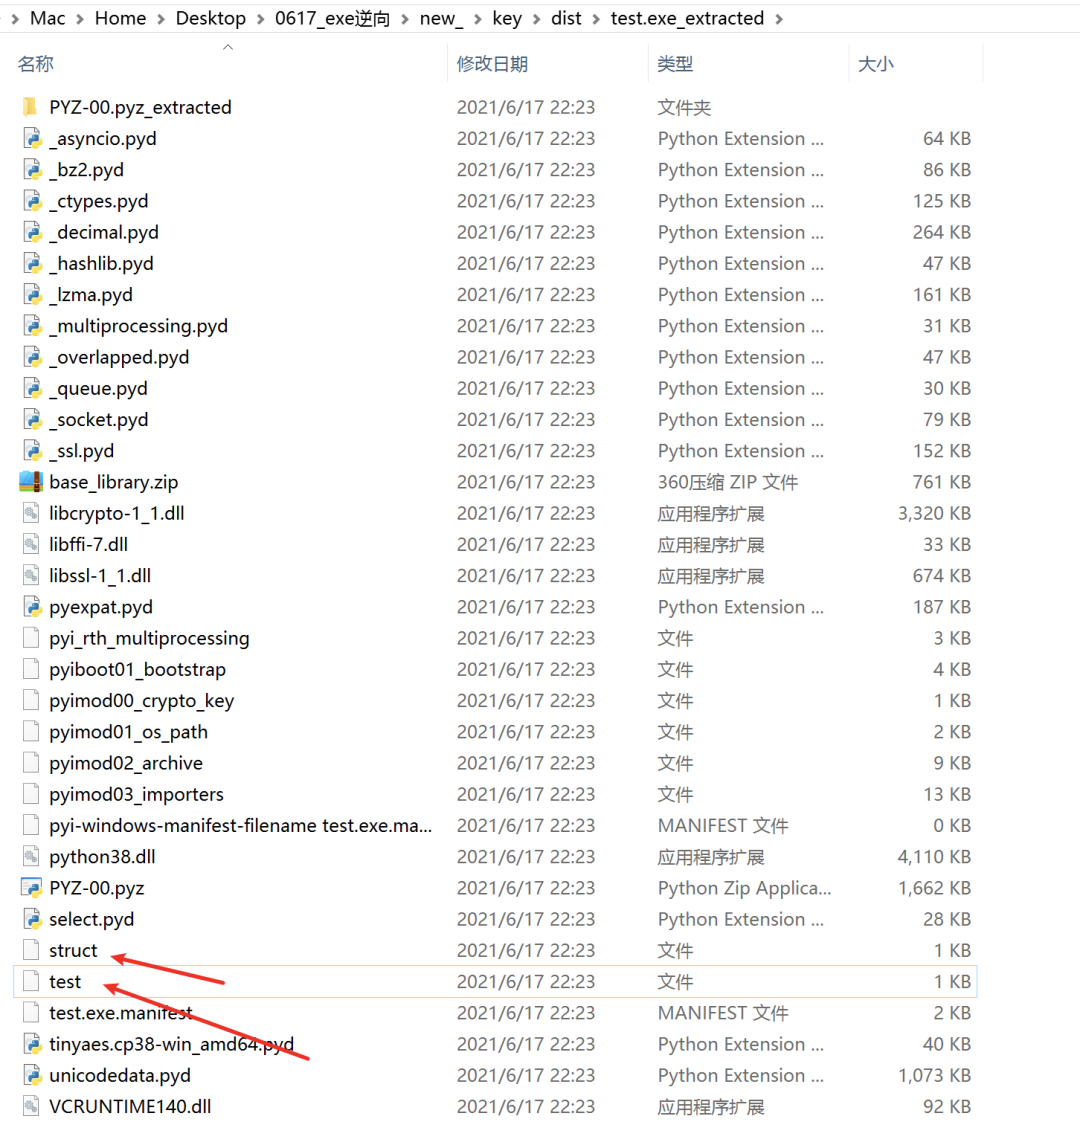 Mac > Home > Desktop > 0617_exe逆向 > new_ > key > dist > test.exe_extracted >
名称 修改日期 类型 大小
PYZ-00.pyz_extracted 2021/6/17 22:23 文件夹
_asyncio.pyd 2021/6/17 22:23 Python Extension ... 64 KB
_bz2.pyd 2021/6/17 22:23 Python Extension ... 86 KB
_ctypes.pyd 2021/6/17 22:23 Python Extension ... 125 KB
_decimal.pyd 2021/6/17 22:23 Python Extension ... 264 KB
_hashlib.pyd 2021/6/17 22:23 Python Extension ... 47 KB
_lzma.pyd 2021/6/17 22:23 Python Extension ... 161 KB
_multiprocessing.pyd 2021/6/17 22:23 Python Extension ... 31 KB
_overlapped.pyd 2021/6/17 22:23 Python Extension ... 47 KB
_queue.pyd 2021/6/17 22:23 Python Extension ... 30 KB
_socket.pyd 2021/6/17 22:23 Python Extension ... 79 KB
_ssl.pyd 2021/6/17 22:23 Python Extension ... 152 KB
base_library.zip 2021/6/17 22:23 360压缩 ZIP 文件 761 KB
libcrypto-1_1.dll 2021/6/17 22:23 应用程序扩展 3,320 KB
libffi-7.dll 2021/6/17 22:23 应用程序扩展 33 KB
libssl-1_1.dll 2021/6/17 22:23 应用程序扩展 674 KB
pyexpat.pyd 2021/6/17 22:23 Python Extension ... 187 KB
pyi_rth_multiprocessing 2021/6/17 22:23 文件 3 KB
pyiboot01_bootstrap 2021/6/17 22:23 文件 4 KB
pyimod00_crypto_key 2021/6/17 22:23 文件 1 KB
pyimod01_os_path 2021/6/17 22:23 文件 2 KB
pyimod02_archive 2021/6/17 22:23 文件 9 KB
pyimod03_importers 2021/6/17 22:23 文件 13 KB
pyi-windows-manifest-filename test.exe.ma... 2021/6/17 22:23 MANIFEST 文件 0 KB
python38.dll 2021/6/17 22:23 应用程序扩展 4,110 KB
PYZ-00.pyz 2021/6/17 22:23 Python Zip Applica... 1,662 KB
select.pyd 2021/6/17 22:23 Python Extension ... 28 KB
struct 2021/6/17 22:23 文件 1 KB
test 2021/6/17 22:23 文件 1 KB
test.exe.manifest 2021/6/17 22:23 MANIFEST 文件 2 KB
tinyaes.cp38-win_amd64.pyd 2021/6/17 22:23 Python Extension ... 40 KB
unicodedata.pyd 2021/6/17 22:23 Python Extension ... 1,073 KB
VCRUNTIME140.dll 2021/6/17 22:23 应用程序扩展 92 KB